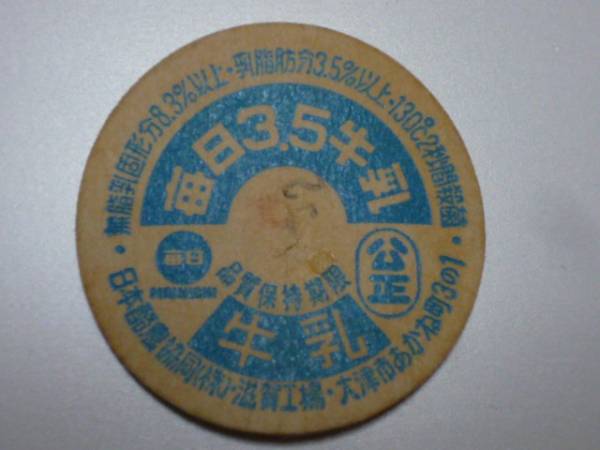 無脂乳固形分8.3%以上・乳脂肪分3.5%以上・130℃2秒間殺菌
毎日3.5牛乳
毎日
公正
品質保持期限
牛乳
日本酪農協同(株)・滋賀工場・大津市あかね町3の1